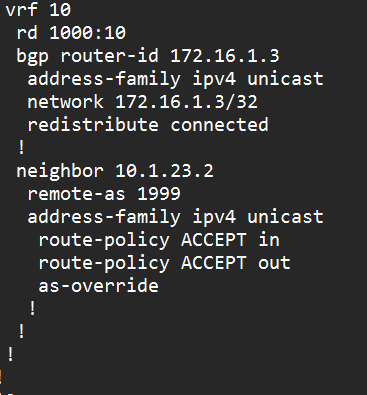 vrf 10
rd 1000:10
bgp router-id 172.16.1.3
address-family ipv4 unicast
network 172.16.1.3/32
redistribute connected
!
neighbor 10.1.23.2
remote-as 1999
address-family ipv4 unicast
route-policy ACCEPT in
route-policy ACCEPT out
as-override
!
!
!
!